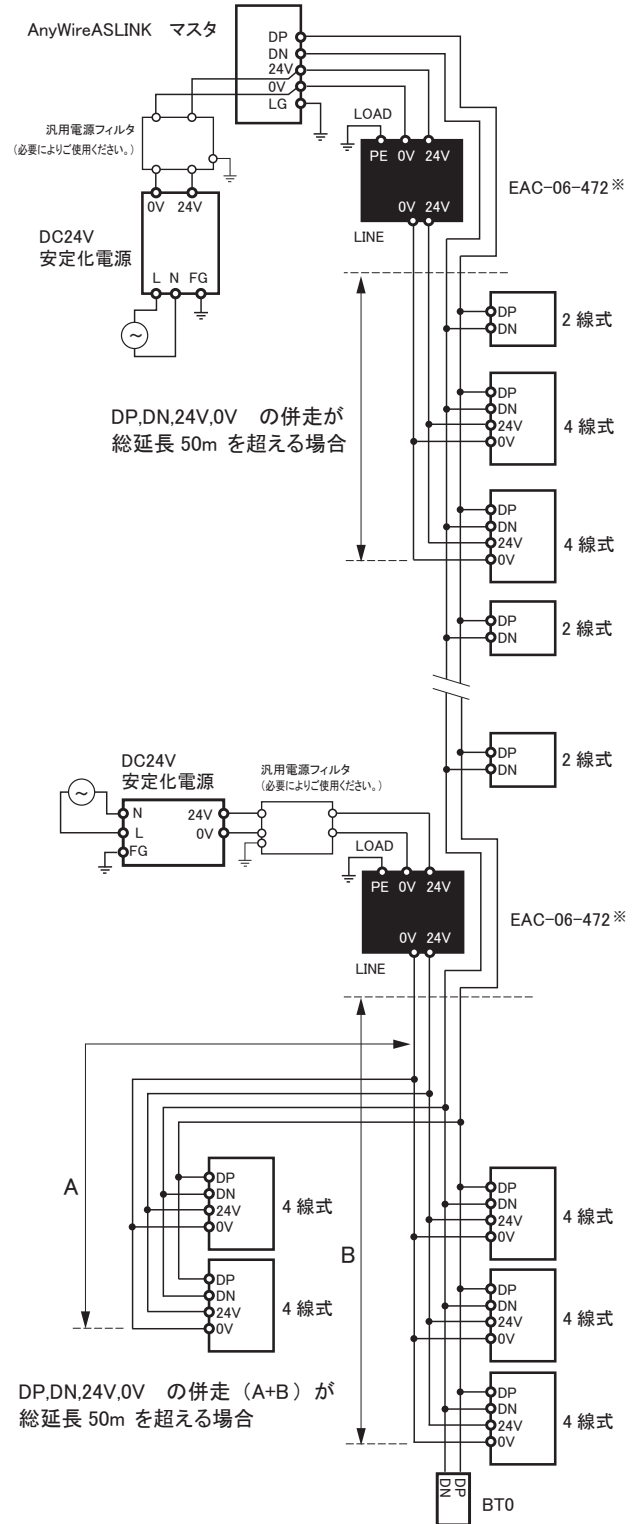 AnyWireASLINK マスタ
DP
DN
24V
0V
LG
汎用電源フィルタ
(必要によりご使用ください。)
0V 24V
DC24V
安定化電源
L N FG
~
LOAD
PE 0V 24V
0V 24V
LINE
EAC-06-472※
DP
DN
2 線式
DP,DN,24V,0V の併走が
総延長 50m を超える場合
DP
DN
24V
0V
4 線式
DP
DN
24V
0V
4 線式
DP
DN
2 線式
DP
DN
2 線式
DC24V
安定化電源
~
N
L
FG
24V
0V
汎用電源フィルタ
(必要によりご使用ください。)
LOAD
PE 0V 24V
0V 24V
LINE
EAC-06-472※
A
B
DP
DN
24V
0V
4 線式
DP
DN
24V
0V
4 線式
DP
DN
24V
0V
4 線式
DP
DN
24V
0V
4 線式
DP
DN
24V
0V
4 線式
DP,DN,24V,0V の併走（A+B）が
総延長 50m を超える場合
DP
DN
BT0